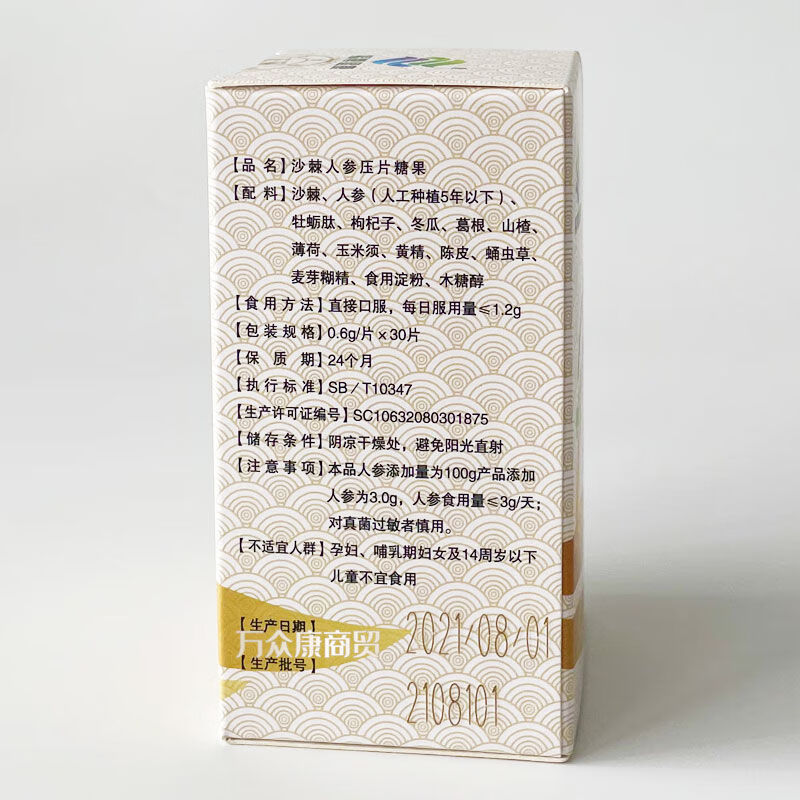 【品名】沙棘人参压片糖果
【配料】沙棘、人参（人工种植5年以下）、
牡蛎肽、枸杞子、冬瓜、葛根、山楂、
薄荷、玉米须、黄精、陈皮、蛹虫草、
麦芽糊精、食用淀粉、木糖醇
【食用方法】直接口服，每日服用量≤1.2g
【包装规格】0.6g/片×30片
【保质期】24个月
【执行标准】SB/T10347
【生产许可证编号】SC10632080301875
【储存条件】阴凉干燥处，避免阳光直射
【注意事项】本品人参添加量为100g产品添加
人参为3.0g，人参食用量≤3g/天；
对真菌过敏者慎用。
【不适宜人群】孕妇、哺乳期妇女及14周岁以下
儿童不宜食用
【生产日期】2021/08/01
万众康商贸
【生产批号】2108101